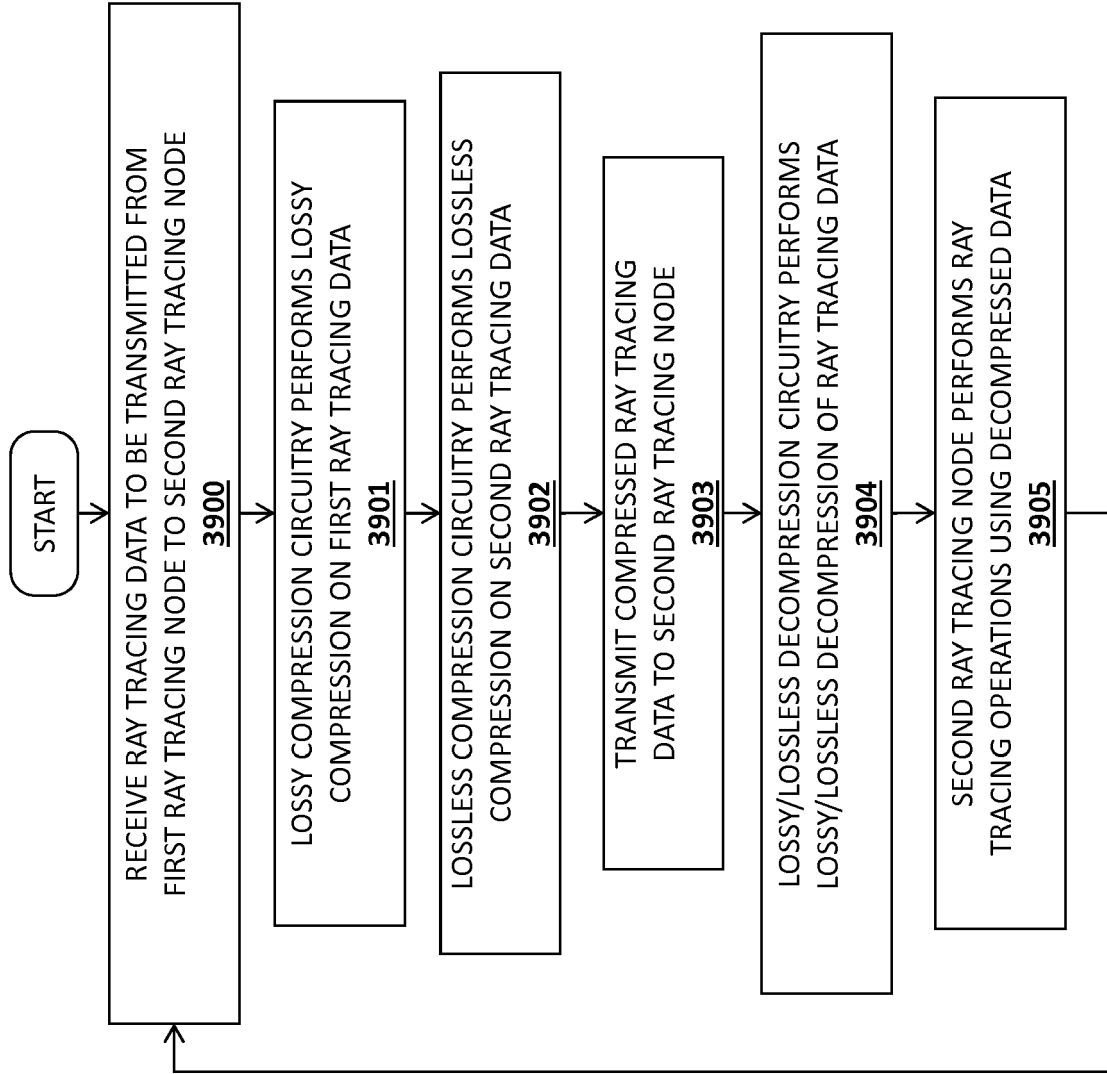 START
RECEIVE RAY TRACING DATA TO BE TRANSMITTED FROM
FIRST RAY TRACING NODE TO SECOND RAY TRACING NODE
3900
LOSSY COMPRESSION CIRCUITRY PERFORMS LOSSY
COMPRESSION ON FIRST RAY TRACING DATA
3901
LOSSLESS COMPRESSION CIRCUITRY PERFORMS LOSSLESS
COMPRESSION ON SECOND RAY TRACING DATA
3902
TRANSMIT COMPRESSED RAY TRACING
DATA TO SECOND RAY TRACING NODE
3903
LOSSY/LOSSLESS DECOMPRESSION CIRCUITRY PERFORMS
LOSSY/LOSSLESS DECOMPRESSION OF RAY TRACING DATA
3904
SECOND RAY TRACING NODE PERFORMS RAY
TRACING OPERATIONS USING DECOMPRESSED DATA
3905